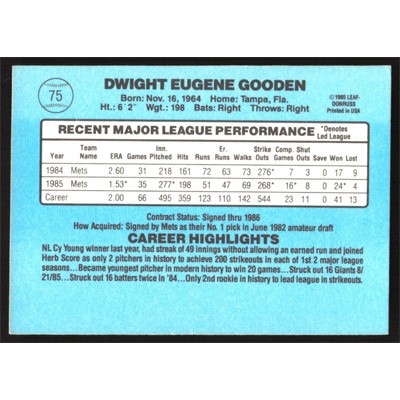 75
DWIGHT EUGENE GOODEN
Born: Nov. 16, 1964 Home: Tampa, Fla.
Ht.: 6'2" Wgt.: 198 Bats: Right Throws: Right
© 1985 LEAF-
DONRUSS
Printed in USA
RECENT MAJOR LEAGUE PERFORMANCE *Denotes
Led League
Year Team Name ERA Games Inn. Pitched Hits Runs Er. Runs Walks Strike Outs Comp. Games Shut Outs Save Won Lost
1984 Mets 2.60 31 218 161 72 63 73 276* 7 3 0 17 9
1985 Mets 1.53* 35 277* 198 51 47 69 268* 16* 8 0 24* 4
Career 2.00 66 495 359 123 110 142 544 23 11 0 41 13
Contract Status: Signed thru 1986
How Acquired: Signed by Mets as their No. 1 pick in June 1982 amateur draft
CAREER HIGHLIGHTS
NL Cy Young winner last year, had streak of 49 innings without allowing an earned run and joined
Herb Score as only 2 pitchers in history to achieve 200 strikeouts in each of 1st 2 major league
seasons...Became youngest pitcher in modern history to win 20 games...Struck out 16 Giants 8/
21/85...Struck out 16 batters twice in '84...Only 2nd rookie in history to lead league in strikeouts